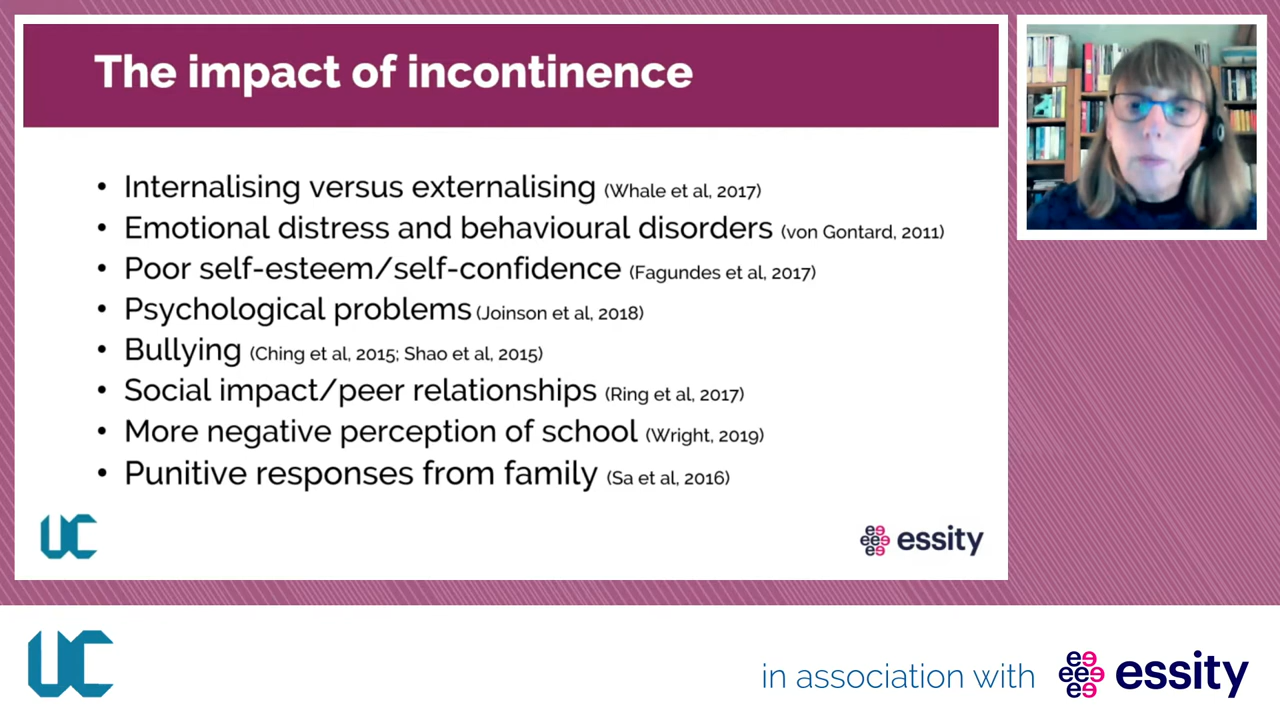 The impact of incontinence
• Internalising versus externalising (Whale et al, 2017)
• Emotional distress and behavioural disorders (von Gontard, 2011)
• Poor self-esteem/self-confidence (Fagundes et al, 2017)
• Psychological problems (Joinson et al, 2018)
• Bullying (Ching et al, 2015; Shao et al, 2015)
• Social impact/peer relationships (Ring et al, 2017)
• More negative perception of school (Wright, 2019)
• Punitive responses from family (Sa et al, 2016)
UC
essity
UC
in association with essity